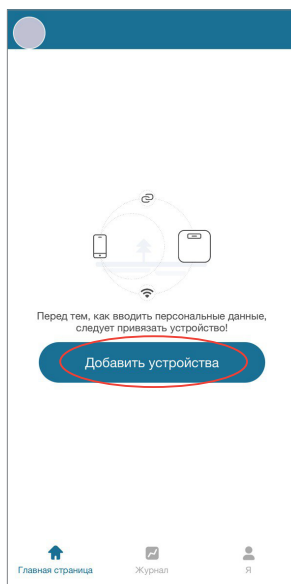 Перед тем, как вводить персональные данные,
следует привязать устройство!
Добавить устройства
Главная страница
Журнал
Я